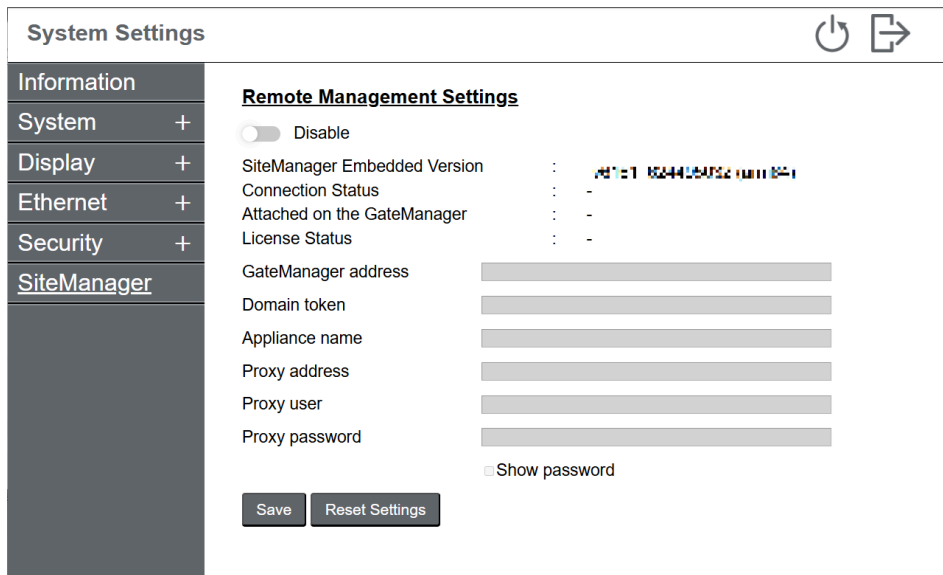 System Settings
Information
System +
Display +
Ethernet +
Security +
SiteManager
Remote Management Settings
Disable
SiteManager Embedded Version :
Connection Status : -
Attached on the GateManager : -
License Status : -
GateManager address
Domain token
Appliance name
Proxy address
Proxy user
Proxy password
Show password
Save Reset Settings